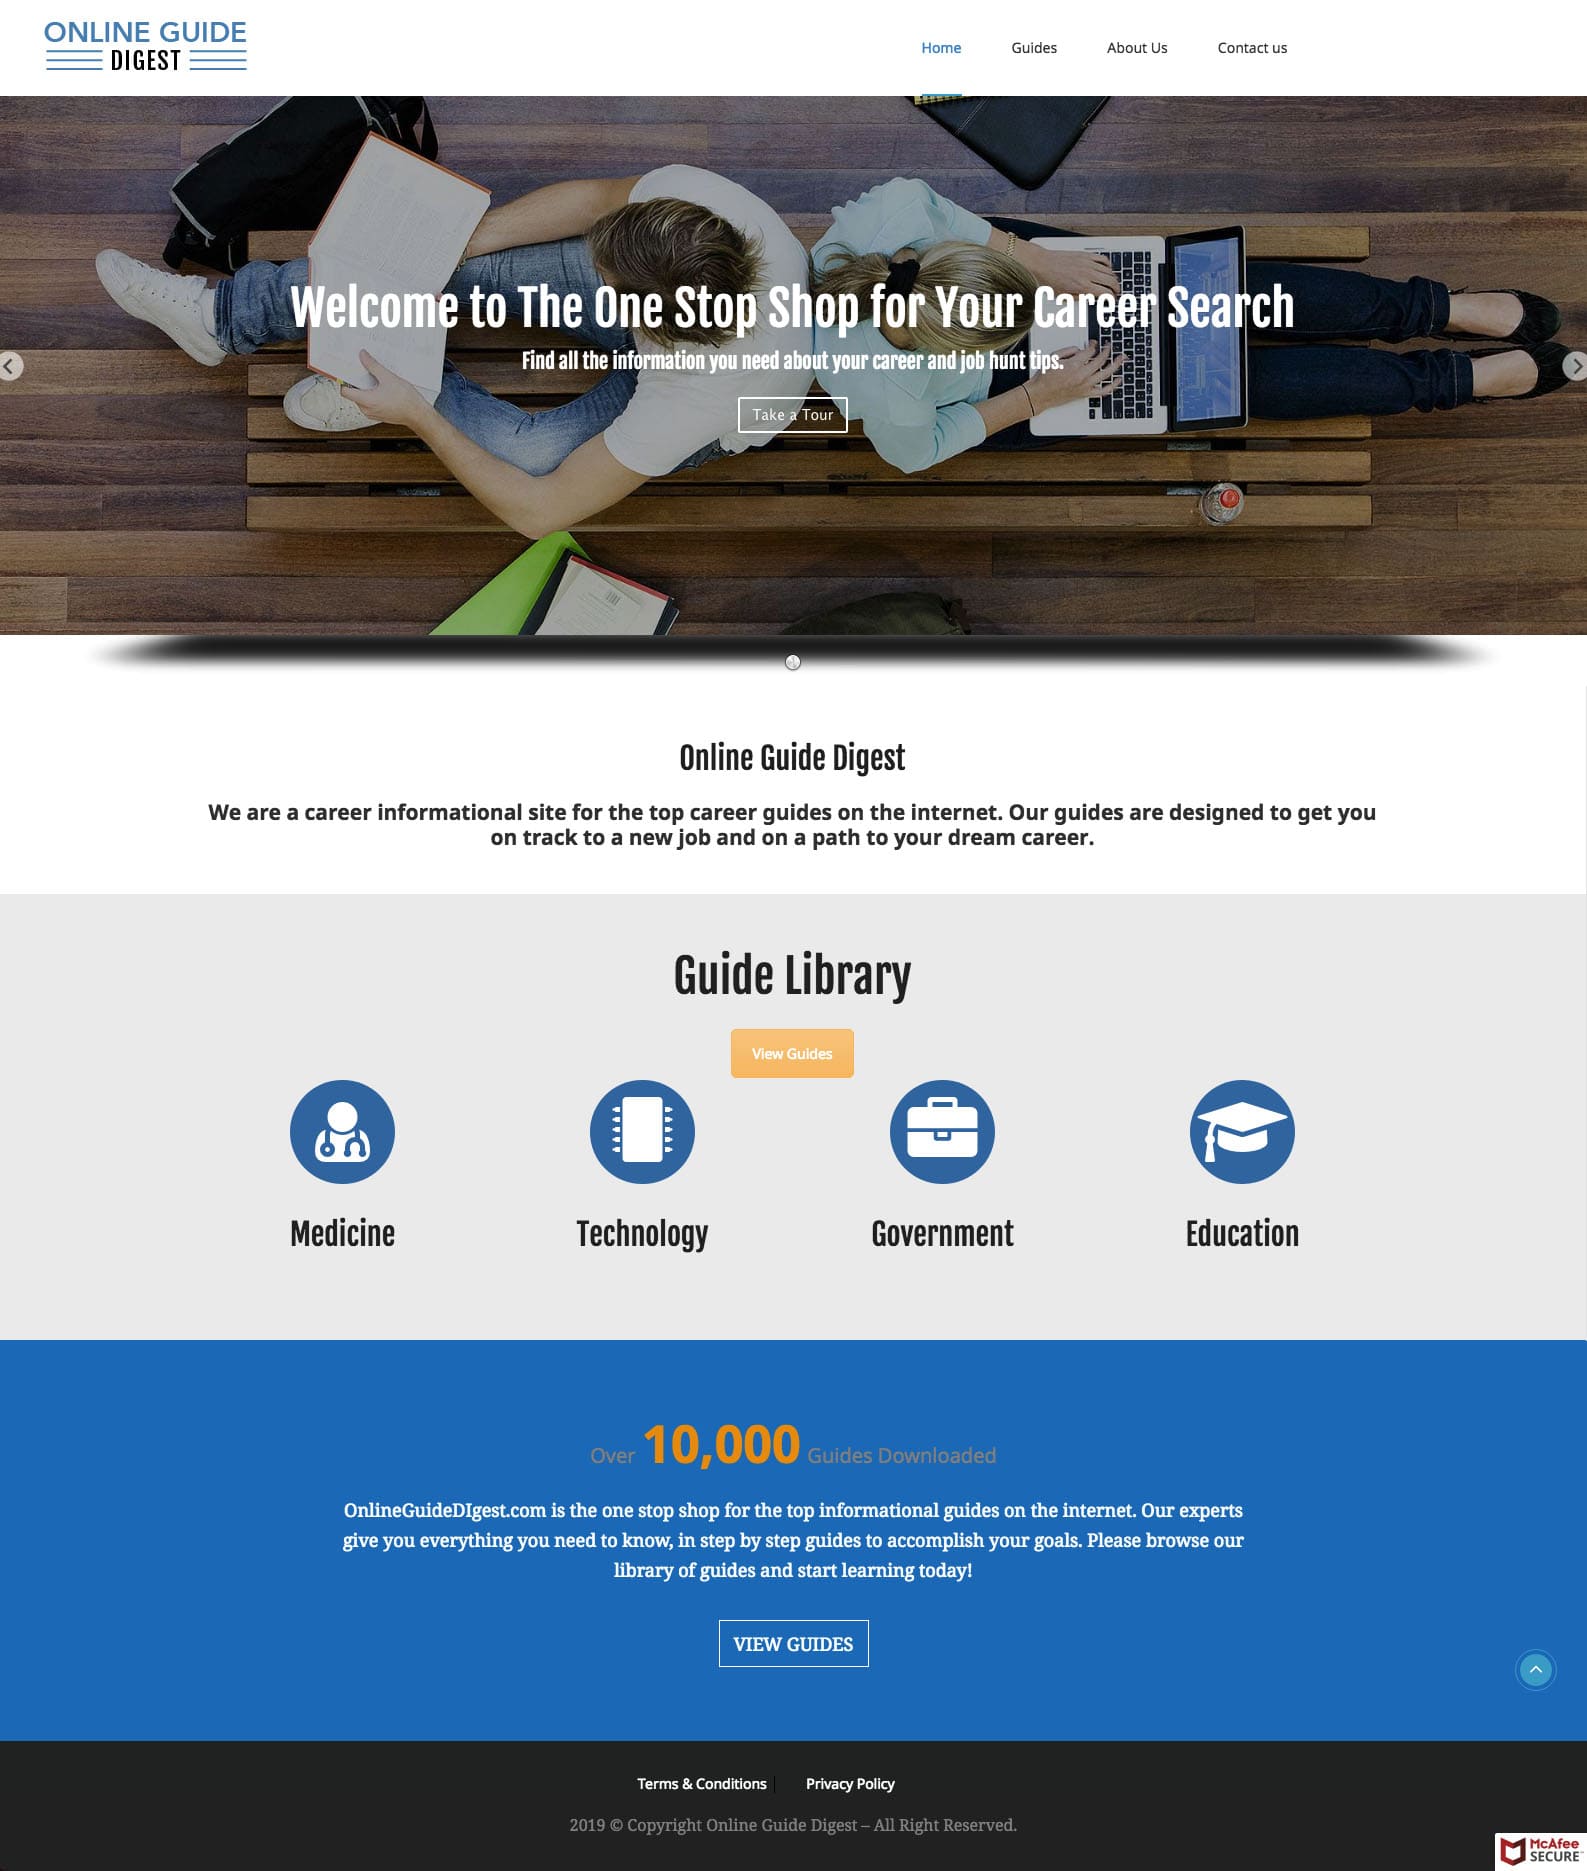 ONLINE GUIDE
DIGEST
Home Guides About Us Contact us
Welcome to The One Stop Shop for Your Career Search
Find all the information you need about your career and job hunt tips.
Take a Tour
Online Guide Digest
We are a career informational site for the top career guides on the internet. Our guides are designed to get you
on track to a new job and on a path to your dream career.
Guide Library
View Guides
Medicine Technology Government Education
Over 10,000 Guides Downloaded
OnlineGuideDIgest.com is the one stop shop for the top informational guides on the internet. Our experts
give you everything you need to know, in step by step guides to accomplish your goals. Please browse our
library of guides and start learning today!
VIEW GUIDES
Terms & Conditions Privacy Policy
2019 © Copyright Online Guide Digest – All Right Reserved.
McAfee
SECURE